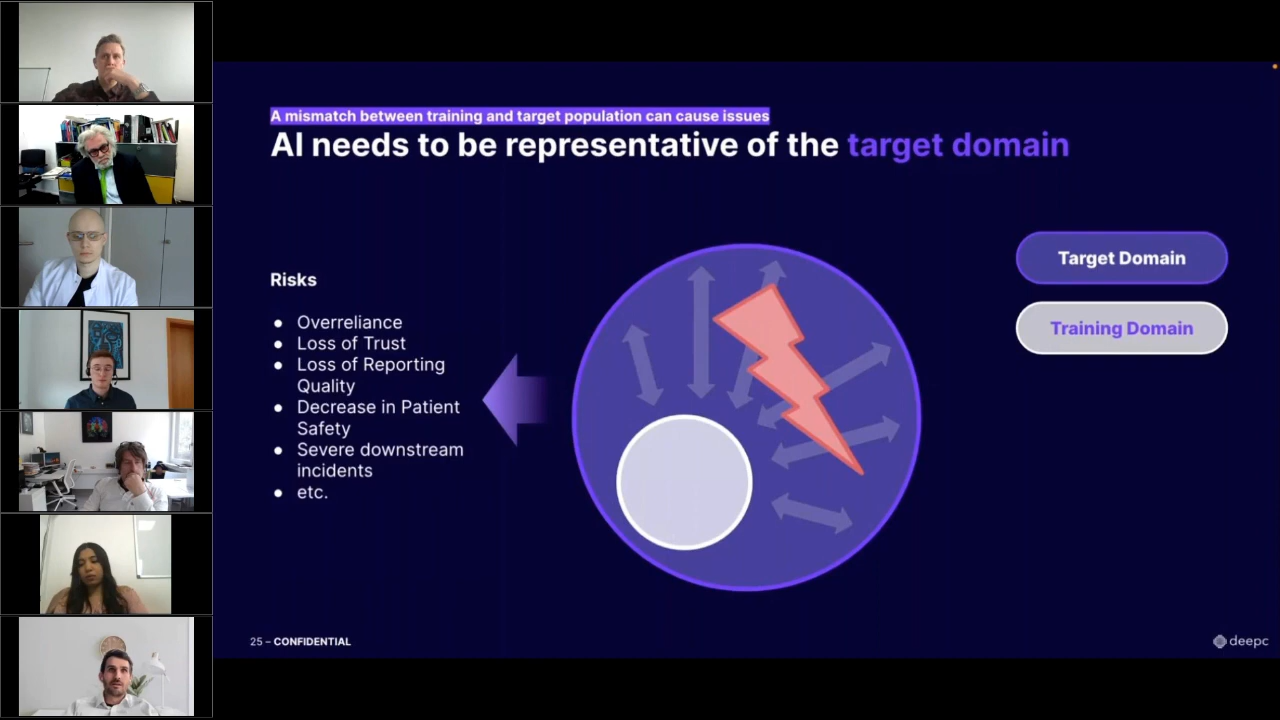 A mismatch between training and target population can cause issues
AI needs to be representative of the target domain
Risks
● Overreliance
● Loss of Trust
● Loss of Reporting
Quality
● Decrease in Patient
Safety
● Severe downstream
incidents
● etc.
Target Domain
Training Domain
25 – CONFIDENTIAL
deepc